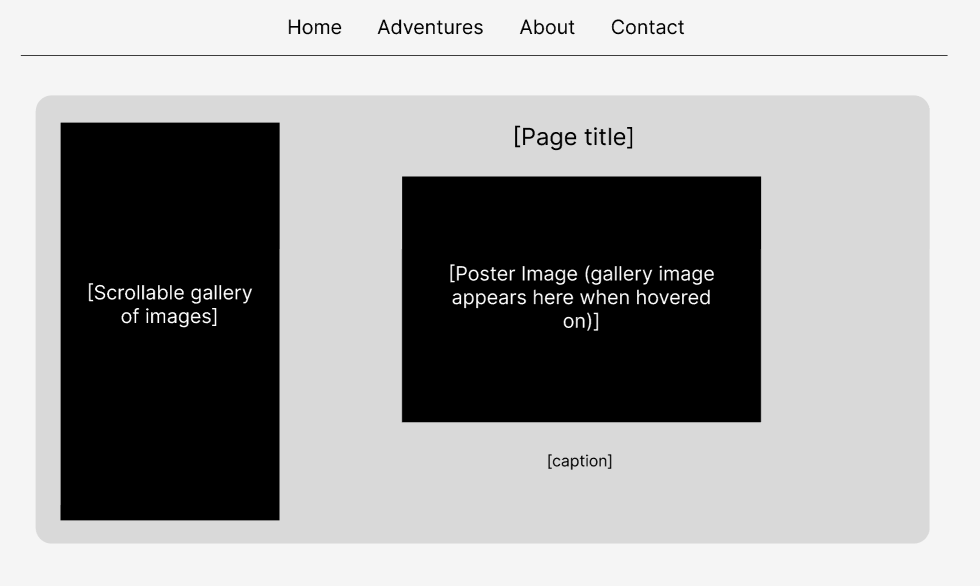 Home Adventures About Contact
[Page title]
[Scrollable gallery
of images]
[Poster Image (gallery image
appears here when hovered
on)]
[caption]